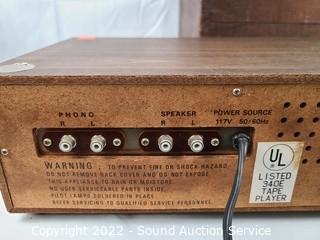 PHONO
R L
SPEAKER
R L
POWER SOURCE
117V 50/60Hz
WARNING : TO PREVENT FIRE OR SHOCK HAZARD,
DO NOT REMOVE BACK COVER AND DO NOT EXPOSE
THIS APPLIANCE TO RAIN OR MOISTURE.
NO USER SERVICEABLE PARTS INSIDE.
PILOT LAMPS SOLDERED IN PLACE.
REFER SERVICING TO QUALIFIED SERVICE PERSONNEL.
UL
LISTED
340E
TAPE
PLAYER
Copyright 2022 - Sound Auction Service